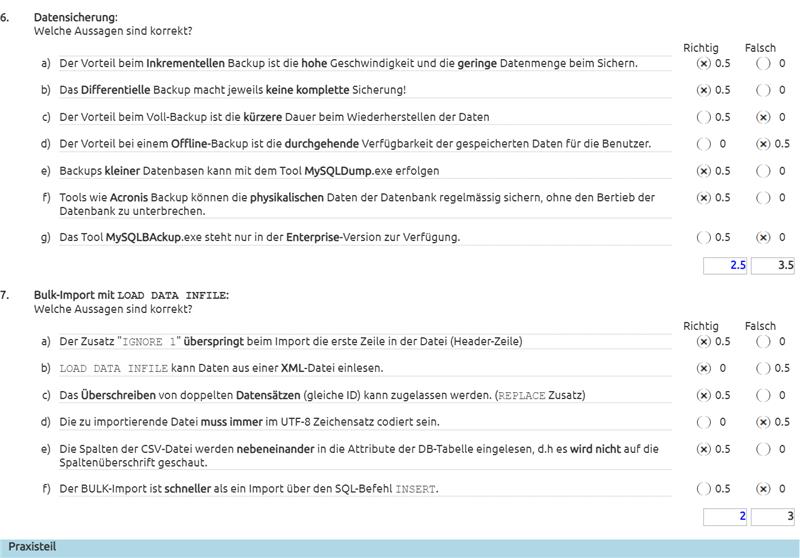 6. Datensicherung:
Welche Aussagen sind korrekt?
Richtig Falsch
a) Der Vorteil beim Inkrementellen Backup ist die hohe Geschwindigkeit und die geringe Datenmenge beim Sichern. (x) 0.5 ( ) 0
b) Das Differentielle Backup macht jeweils keine komplette Sicherung! (x) 0.5 ( ) 0
c) Der Vorteil beim Voll-Backup ist die kürzere Dauer beim Wiederherstellen der Daten ( ) 0.5 (x) 0
d) Der Vorteil bei einem Offline-Backup ist die durchgehende Verfügbarkeit der gespeicherten Daten für die Benutzer. ( ) 0 (x) 0.5
e) Backups kleiner Datenbasen kann mit dem Tool MySQLDump.exe erfolgen (x) 0.5 ( ) 0
f) Tools wie Acronis Backup können die physikalischen Daten der Datenbank regelmässig sichern, ohne den Bertieb der (x) 0.5 ( ) 0
Datenbank zu unterbrechen.
g) Das Tool MySQLBAckup.exe steht nur in der Enterprise-Version zur Verfügung. ( ) 0.5 (x) 0
2.5 3.5
7. Bulk-Import mit LOAD DATA INFILE:
Welche Aussagen sind korrekt?
Richtig Falsch
a) Der Zusatz "IGNORE 1" überspringt beim Import die erste Zeile in der Datei (Header-Zeile) (x) 0.5 ( ) 0
b) LOAD DATA INFILE kann Daten aus einer XML-Datei einlesen. (x) 0 ( ) 0.5
c) Das Überschreiben von doppelten Datensätzen (gleiche ID) kann zugelassen werden. (REPLACE Zusatz) (x) 0.5 ( ) 0
d) Die zu importierende Datei muss immer im UTF-8 Zeichensatz codiert sein. ( ) 0 (x) 0.5
e) Die Spalten der CSV-Datei werden nebeneinander in die Attribute der DB-Tabelle eingelesen, d.h es wird nicht auf die (x) 0.5 ( ) 0
Spaltenüberschrift geschaut.
f) Der BULK-Import ist schneller als ein Import über den SQL-Befehl INSERT. ( ) 0.5 (x) 0
2 3
Praxisteil